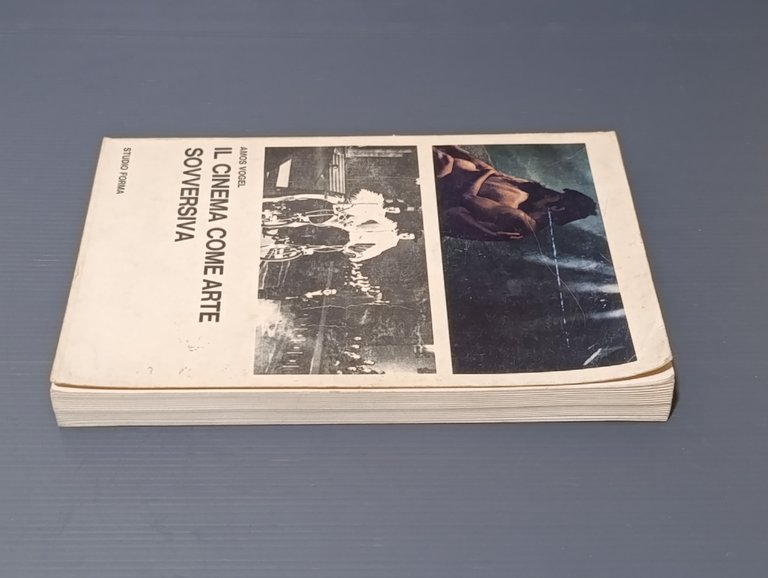 AMOS VOGEL
IL CINEMA COME ARTE
SOVVERSIVA
STUDIO FORMA